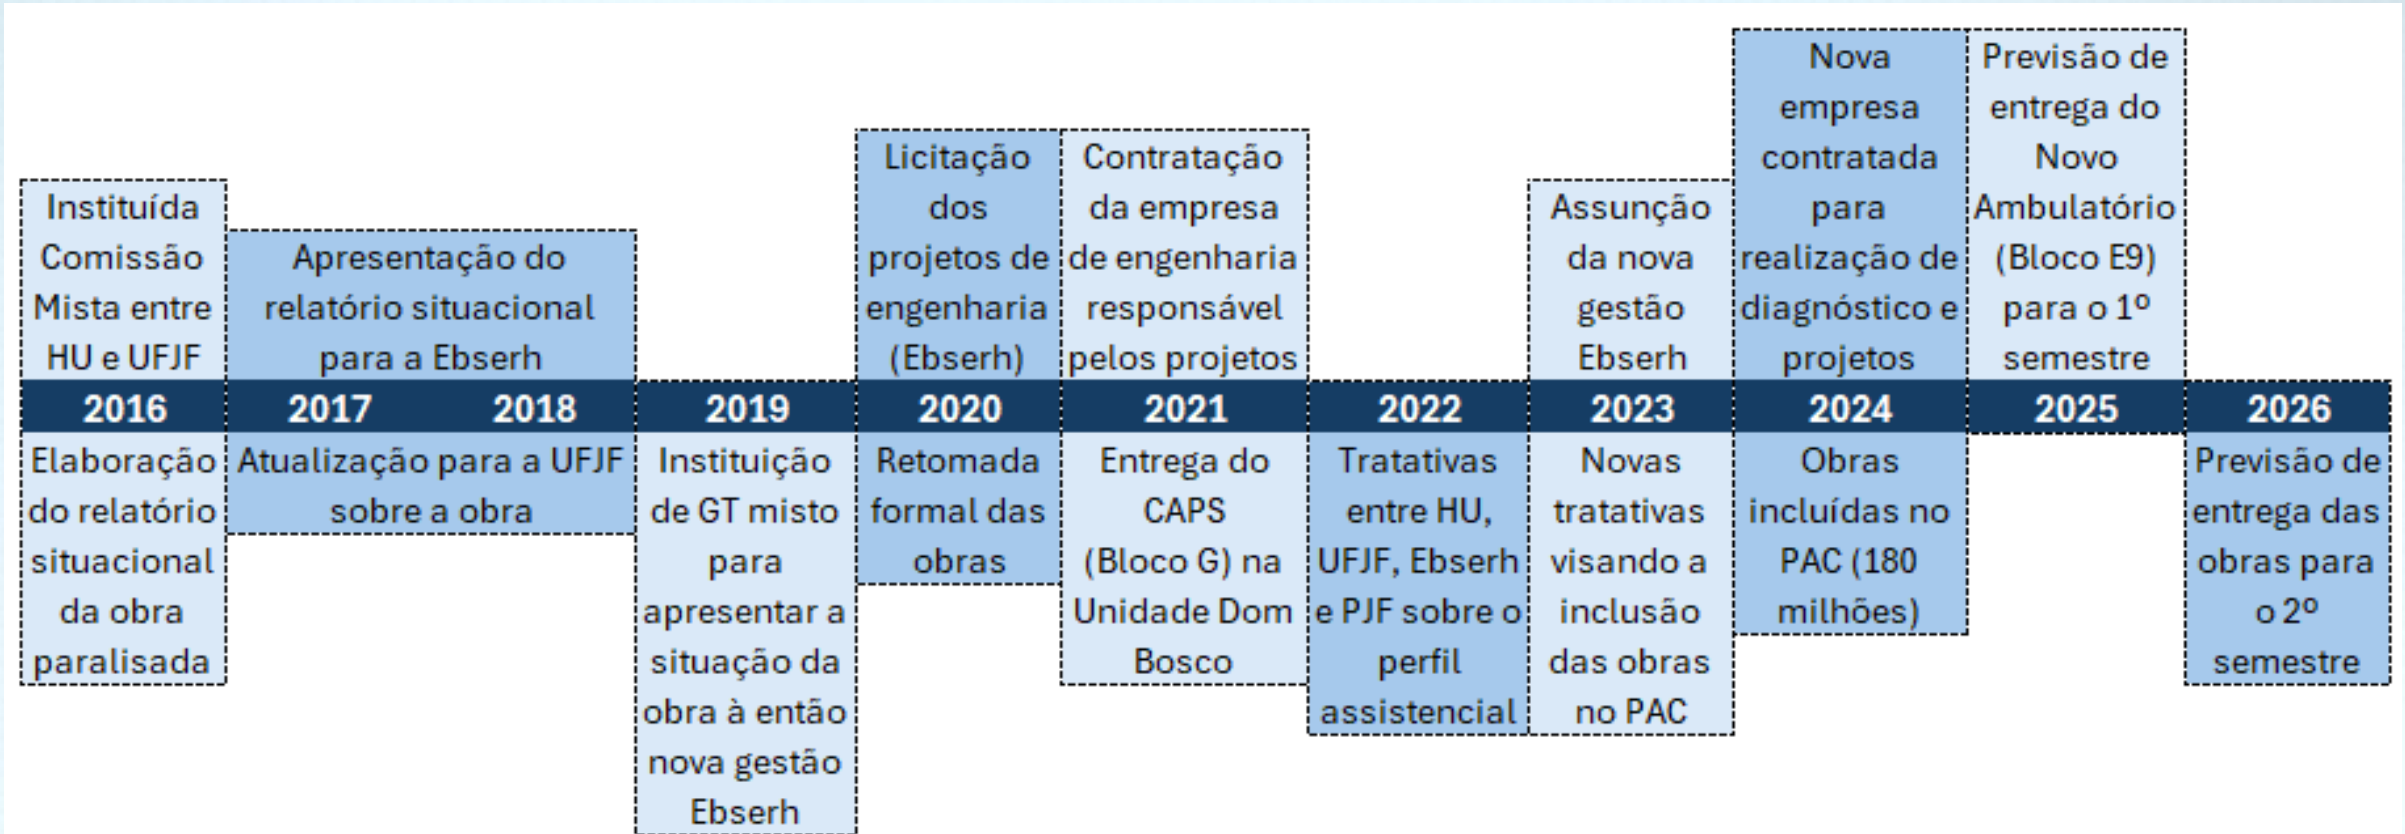 Instituída
Comissão
Mista entre
HU e UFJF
Apresentação do
relatório situacional
para a Ebserh
Licitação
dos
projetos de
engenharia
(Ebserh)
Contratação
da empresa
de engenharia
responsável
pelos projetos
Assunção
da nova
gestão
Ebserh
Nova
empresa
contratada
para
realização de
diagnóstico e
projetos
Previsão de
entrega do
Novo
Ambulatório
(Bloco E9)
para o 1º
semestre
2016 2017 2018 2019 2020 2021 2022 2023 2024 2025 2026
Elaboração
do relatório
situacional
da obra
paralisada
Atualização para a UFJF
sobre a obra
Instituição
de GT misto
para
apresentar a
situação da
obra à então
nova gestão
Ebserh
Retomada
formal das
obras
Entrega do
CAPS
(Bloco G) na
Unidade Dom
Bosco
Tratativas
entre HU,
UFJF, Ebserh
e PJF sobre o
perfil
assistencial
Novas
tratativas
visando a
inclusão
das obras
no PAC
Obras
incluídas no
PAC (180
milhões)
Previsão de
entrega das
obras para
o 2º
semestre